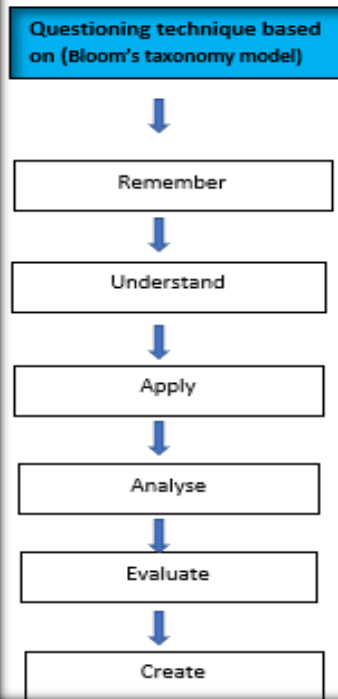 Questioning technique based
on (Bloom's taxonomy model)
Remember
Understand
Apply
Analyse
Evaluate
Create